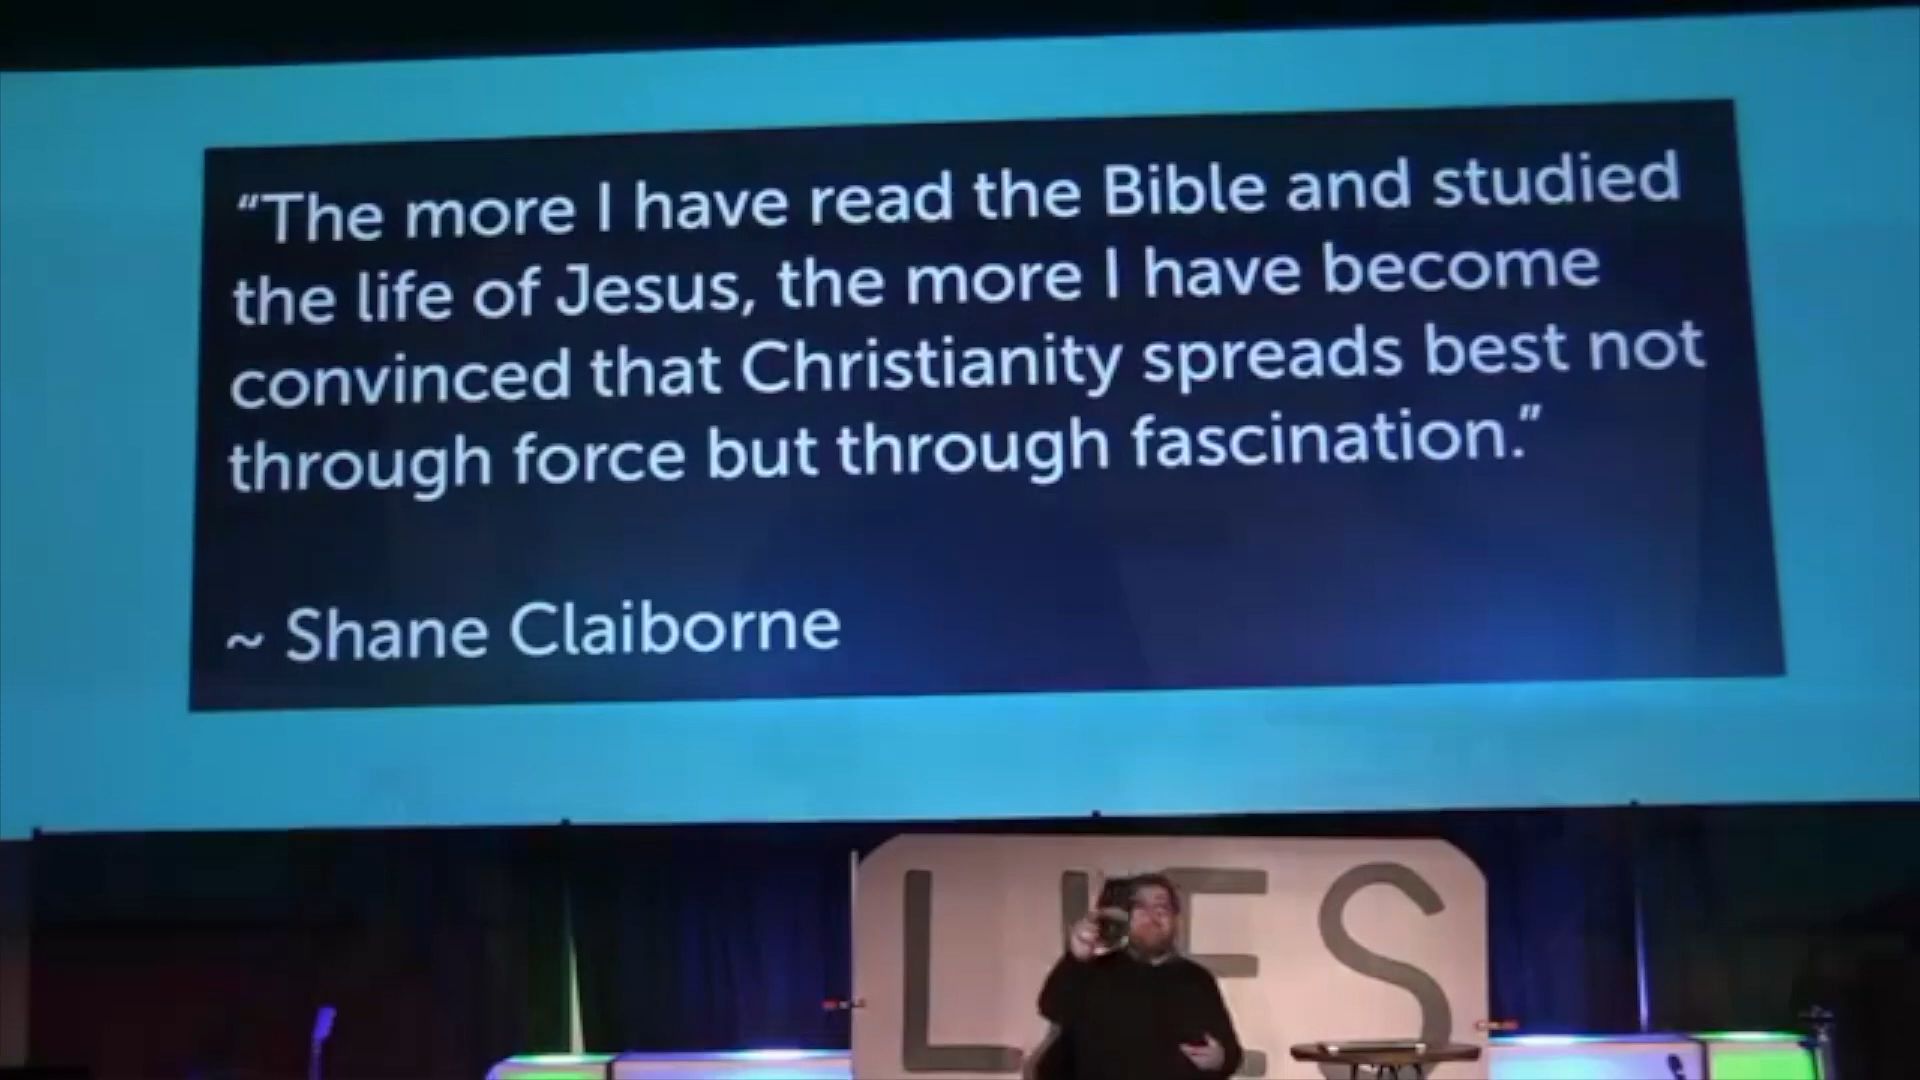 “The more I have read the Bible and studied
the life of Jesus, the more I have become
convinced that Christianity spreads best not
through force but through fascination.”
~ Shane Claiborne
LIES